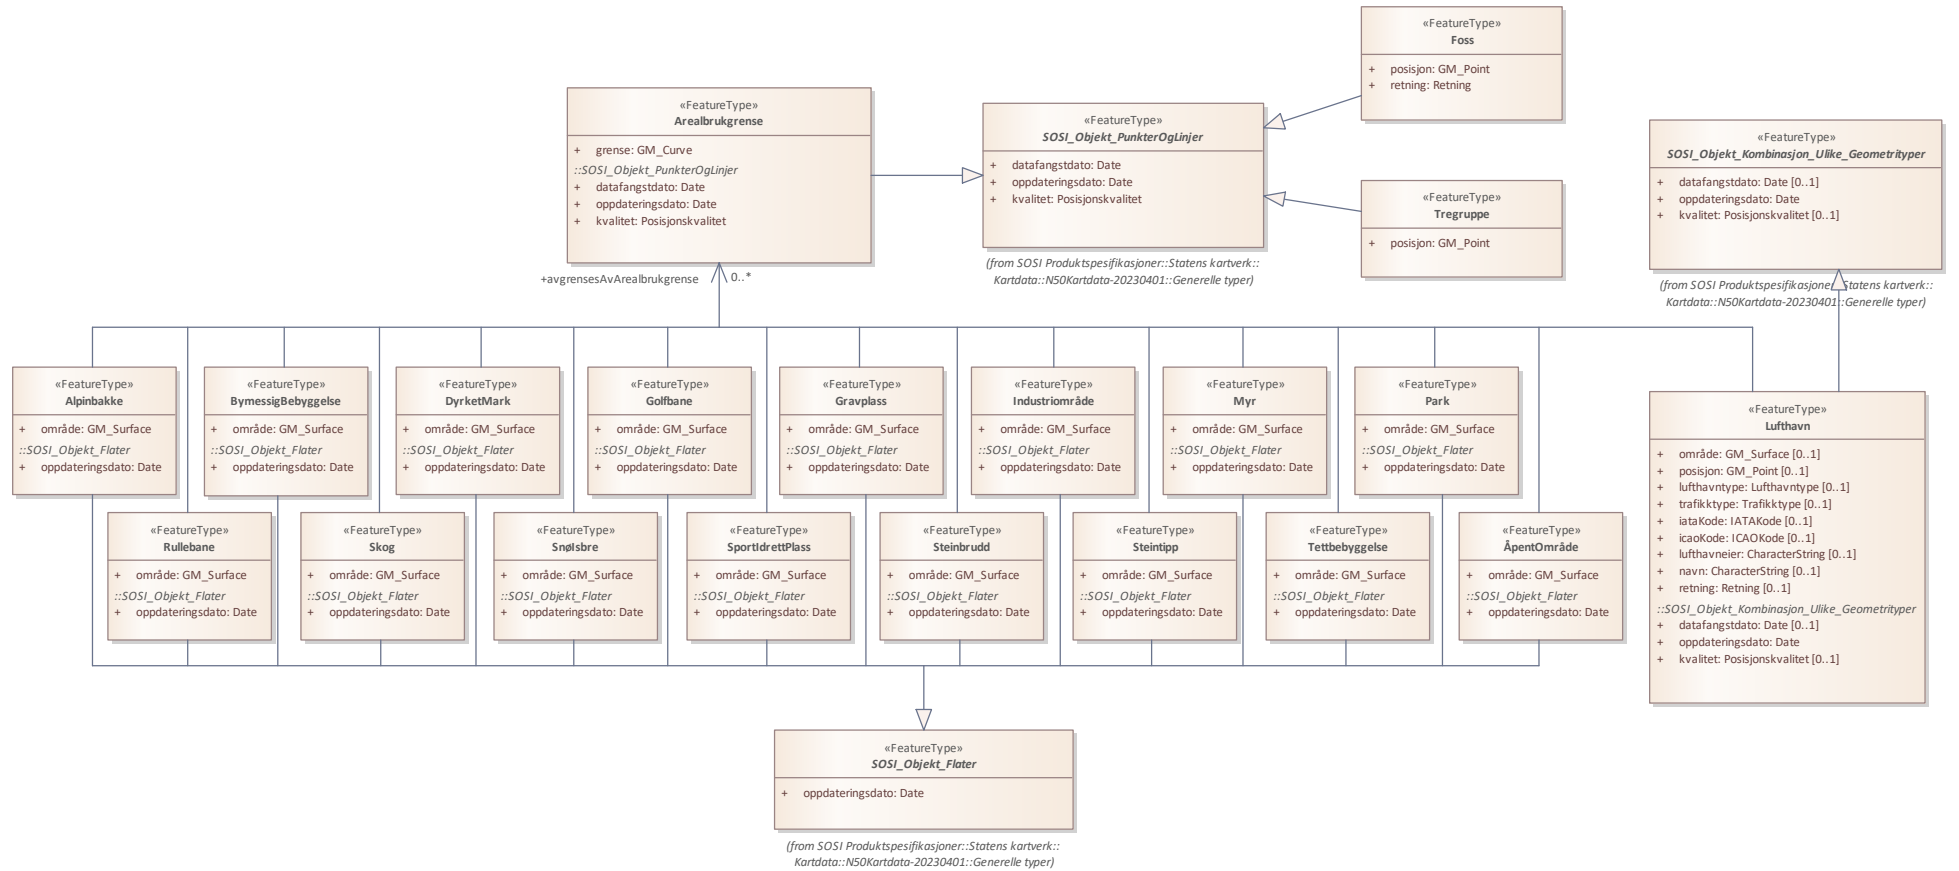 «FeatureType»
Foss
+ posisjon: GM_Point
+ retning: Retning
«FeatureType»
Arealbrukgrense
+ grense: GM_Curve
::SOSI_Objekt_PunkterOgLinjer
+ datafangstdato: Date
+ oppdateringsdato: Date
+ kvalitet: Posisjonskvalitet
«FeatureType»
SOSI_Objekt_PunkterOgLinjer
+ datafangstdato: Date
+ oppdateringsdato: Date
+ kvalitet: Posisjonskvalitet
(from SOSI Produktspesifikasjoner::Statens kartverk::
Kartdata::N50Kartdata-20230401::Generelle typer)
«FeatureType»
Tregruppe
+ posisjon: GM_Point
«FeatureType»
SOSI_Objekt_Kombinasjon_Ulike_Geometrityper
+ datafangstdato: Date [0..1]
+ oppdateringsdato: Date
+ kvalitet: Posisjonskvalitet [0..1]
(from SOSI Produktspesifikasjoner::Statens kartverk::
Kartdata::N50Kartdata-20230401::Generelle typer)
+avgrensesAvArealbrukgrense 0..*
«FeatureType»
Alpinbakke
+ område: GM_Surface
::SOSI_Objekt_Flater
+ oppdateringsdato: Date
«FeatureType»
BymessigBebyggelse
+ område: GM_Surface
::SOSI_Objekt_Flater
+ oppdateringsdato: Date
«FeatureType»
DyrketMark
+ område: GM_Surface
::SOSI_Objekt_Flater
+ oppdateringsdato: Date
«FeatureType»
Golfbane
+ område: GM_Surface
::SOSI_Objekt_Flater
+ oppdateringsdato: Date
«FeatureType»
Gravplass
+ område: GM_Surface
::SOSI_Objekt_Flater
+ oppdateringsdato: Date
«FeatureType»
Industriområde
+ område: GM_Surface
::SOSI_Objekt_Flater
+ oppdateringsdato: Date
«FeatureType»
Myr
+ område: GM_Surface
::SOSI_Objekt_Flater
+ oppdateringsdato: Date
«FeatureType»
Park
+ område: GM_Surface
::SOSI_Objekt_Flater
+ oppdateringsdato: Date
«FeatureType»
Lufthavn
+ område: GM_Surface [0..1]
+ posisjon: GM_Point [0..1]
+ lufthavntype: Lufthavntype [0..1]
+ trafikktype: Trafikktype [0..1]
+ iataKode: IATAKode [0..1]
+ icaoKode: ICAOKode [0..1]
+ lufthavneier: CharacterString [0..1]
+ navn: CharacterString [0..1]
+ retning: Retning [0..1]
::SOSI_Objekt_Kombinasjon_Ulike_Geometrityper
+ datafangstdato: Date [0..1]
+ oppdateringsdato: Date
+ kvalitet: Posisjonskvalitet [0..1]
«FeatureType»
Rullebane
+ område: GM_Surface
::SOSI_Objekt_Flater
+ oppdateringsdato: Date
«FeatureType»
Skog
+ område: GM_Surface
::SOSI_Objekt_Flater
+ oppdateringsdato: Date
«FeatureType»
SnøIsbre
+ område: GM_Surface
::SOSI_Objekt_Flater
+ oppdateringsdato: Date
«FeatureType»
SportIdrettPlass
+ område: GM_Surface
::SOSI_Objekt_Flater
+ oppdateringsdato: Date
«FeatureType»
Steinbrudd
+ område: GM_Surface
::SOSI_Objekt_Flater
+ oppdateringsdato: Date
«FeatureType»
Steintipp
+ område: GM_Surface
::SOSI_Objekt_Flater
+ oppdateringsdato: Date
«FeatureType»
Tettbebyggelse
+ område: GM_Surface
::SOSI_Objekt_Flater
+ oppdateringsdato: Date
«FeatureType»
ÅpentOmråde
+ område: GM_Surface
::SOSI_Objekt_Flater
+ oppdateringsdato: Date
«FeatureType»
SOSI_Objekt_Flater
+ oppdateringsdato: Date
(from SOSI Produktspesifikasjoner::Statens kartverk::
Kartdata::N50Kartdata-20230401::Generelle typer)